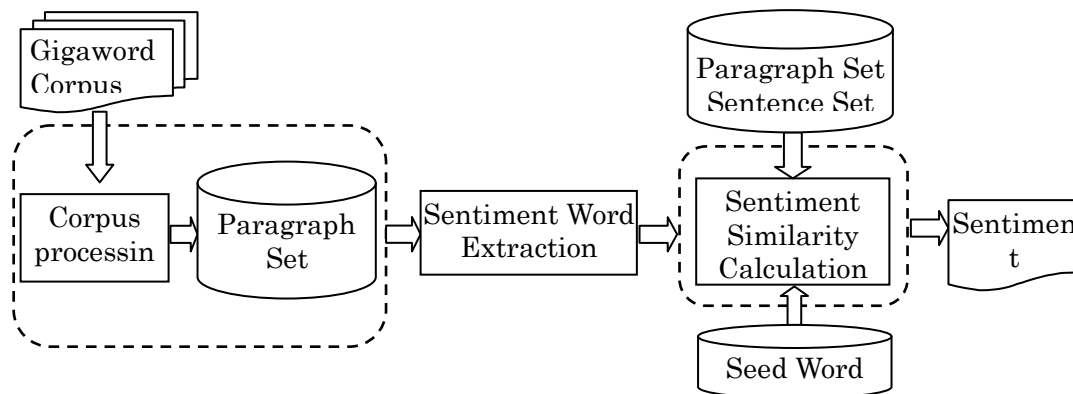 Gigaword
Corpus
Corpus
processin
Paragraph
Set
Sentiment Word
Extraction
Paragraph Set
Sentence Set
Sentiment
Similarity
Calculation
Seed Word
Sentimen
t